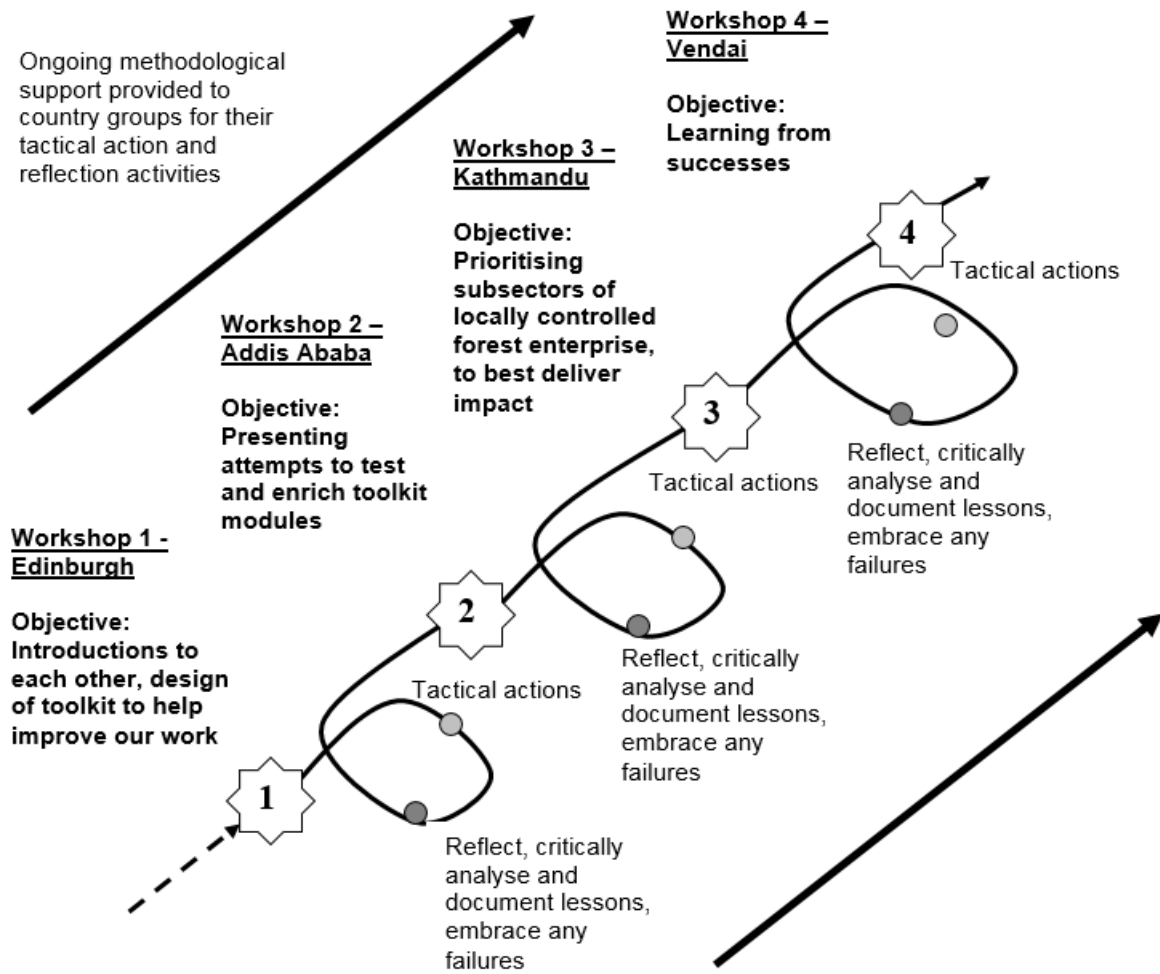 Ongoing methodological
support provided to
country groups for their
tactical action and
reflection activities
Workshop 1 -
Edinburgh
Objective:
Introductions to
each other, design
of toolkit to help
improve our work
1
Tactical actions
Reflect, critically
analyse and
document lessons,
embrace any
failures
Workshop 2 –
Addis Ababa
Objective:
Presenting
attempts to test
and enrich toolkit
modules
2
Tactical actions
Reflect, critically
analyse and
document lessons,
embrace any
failures
Workshop 3 –
Kathmandu
Objective:
Prioritising
subsectors of
locally controlled
forest enterprise,
to best deliver
impact
3
Tactical actions
Reflect, critically
analyse and
document lessons,
embrace any
failures
Workshop 4 –
Vendai
Objective:
Learning from
successes
4